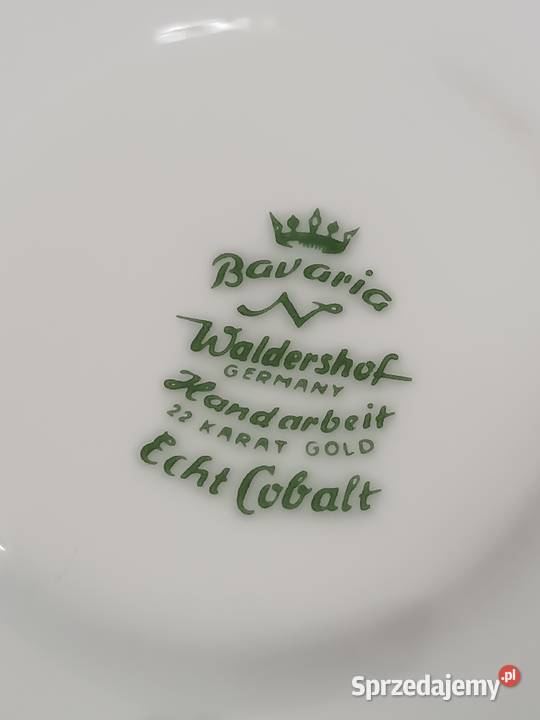 Bavaria
N
Waldershof
GERMANY
Handarbeit
22 KARAT GOLD
Echt Cobalt
Sprzedajemy.pl